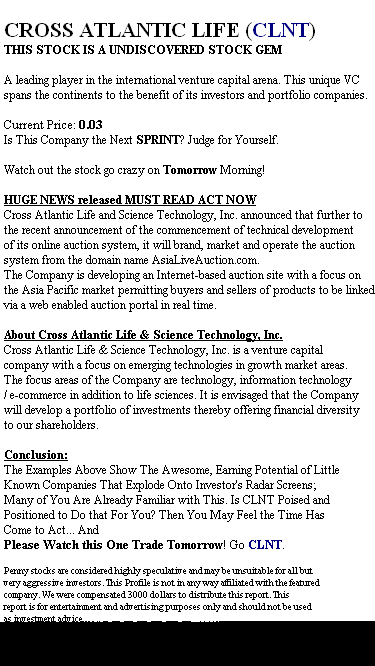 CROSS ATLANTIC LIFE (CLNT)
THIS STOCK IS A UNDISCOVERED STOCK GEM
A leading player in the international venture capital arena. This unique VC
spans the continents to the benefit of its investors and portfolio companies.
Current Price: 0.03
Is This Company the Next SPRINT? Judge for Yourself.
Watch out the stock go crazy on Tomorrow Morning!
HUGE NEWS released MUST READ ACT NOW
Cross Atlantic Life and Science Technology, Inc. announced that further to
the recent announcement of the commencement of technical development
of its online auction system, it will brand, market and operate the auction
system from the domain name AsiaLiveAuction.com.
The Company is developing an Internet-based auction site with a focus on
the Asia Pacific market permitting buyers and sellers of products to be linked
via a web enabled auction portal in real time.
About Cross Atlantic Life & Science Technology, Inc.
Cross Atlantic Life & Science Technology, Inc. is a venture capital
company with a focus on emerging technologies in growth market areas.
The focus areas of the Company are technology, information technology
/ e-commerce in addition to life sciences. It is envisaged that the Company
will develop a portfolio of investments thereby offering financial diversity
to our shareholders.
Conclusion:
The Examples Above Show The Awesome, Earning Potential of Little
Known Companies That Explode Onto Investor's Radar Screens;
Many of You Are Already Familiar with This. Is CLNT Poised and
Positioned to Do that For You? Then You May Feel the Time Has
Come to Act... And
Please Watch this One Trade Tomorrow! Go CLNT.
Penny stocks are considered highly speculative and may be unsuitable for all but
very aggressive investors. This Profile is not in any way affiliated with the featured
company. We were compensated 3000 dollars to distribute this report. This
report is for entertainment and advertising purposes only and should not be used
as investment advice